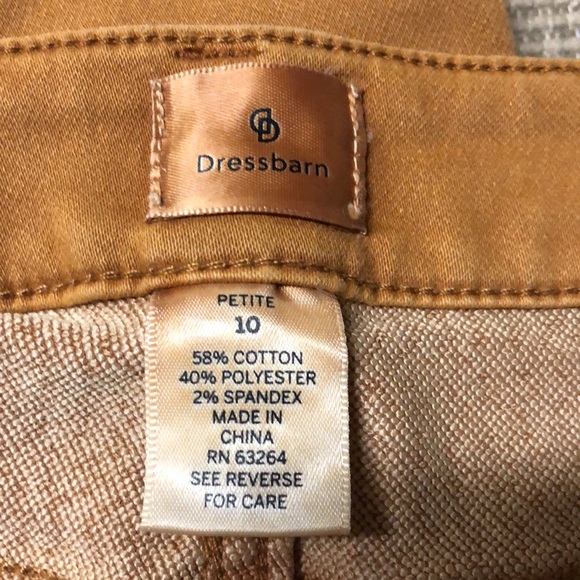 Dressbarn
PETITE
10
58% COTTON
40% POLYESTER
2% SPANDEX
MADE IN
CHINA
RN 63264
SEE REVERSE
FOR CARE